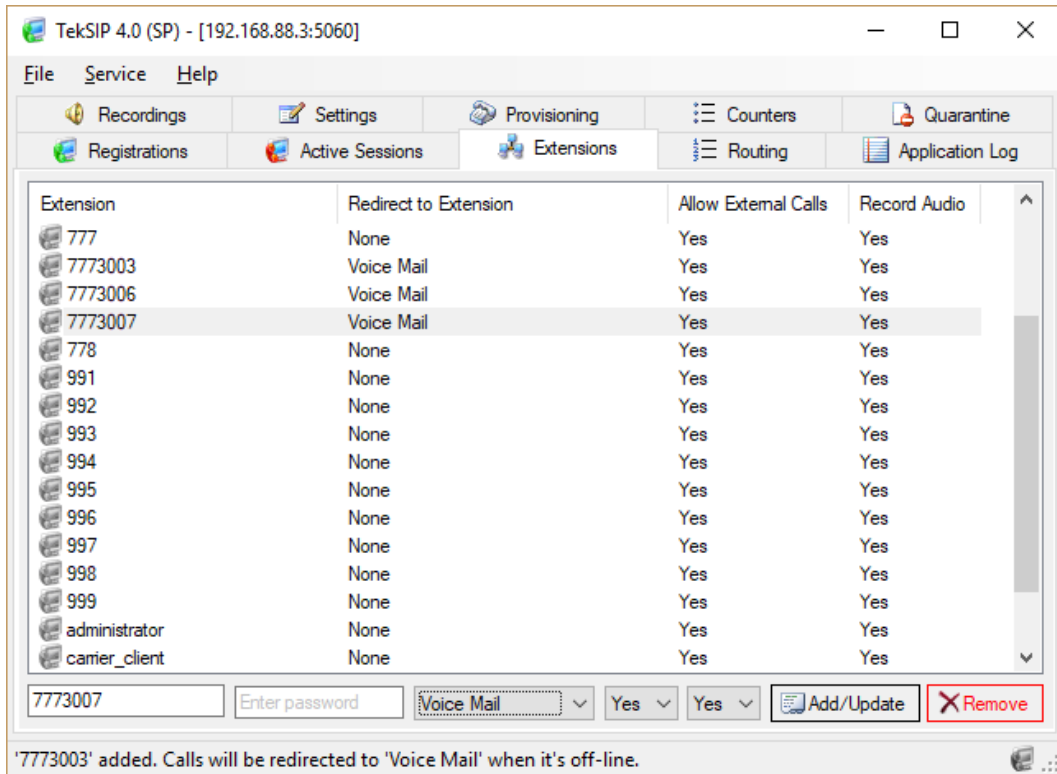 TekSIP 4.0 (SP) - [192.168.88.3:5060]
File Service Help
Recordings Settings Provisioning Counters Quarantine
Registrations Active Sessions Extensions Routing Application Log
Extension Redirect to Extension Allow External Calls Record Audio
777 None Yes Yes
7773003 Voice Mail Yes Yes
7773006 Voice Mail Yes Yes
7773007 Voice Mail Yes Yes
778 None Yes Yes
991 None Yes Yes
992 None Yes Yes
993 None Yes Yes
994 None Yes Yes
995 None Yes Yes
996 None Yes Yes
997 None Yes Yes
998 None Yes Yes
999 None Yes Yes
administrator None Yes Yes
carrier_client None Yes Yes
7773007 Enter password Voice Mail Yes Yes Add/Update Remove
'7773003' added. Calls will be redirected to 'Voice Mail' when it's off-line.